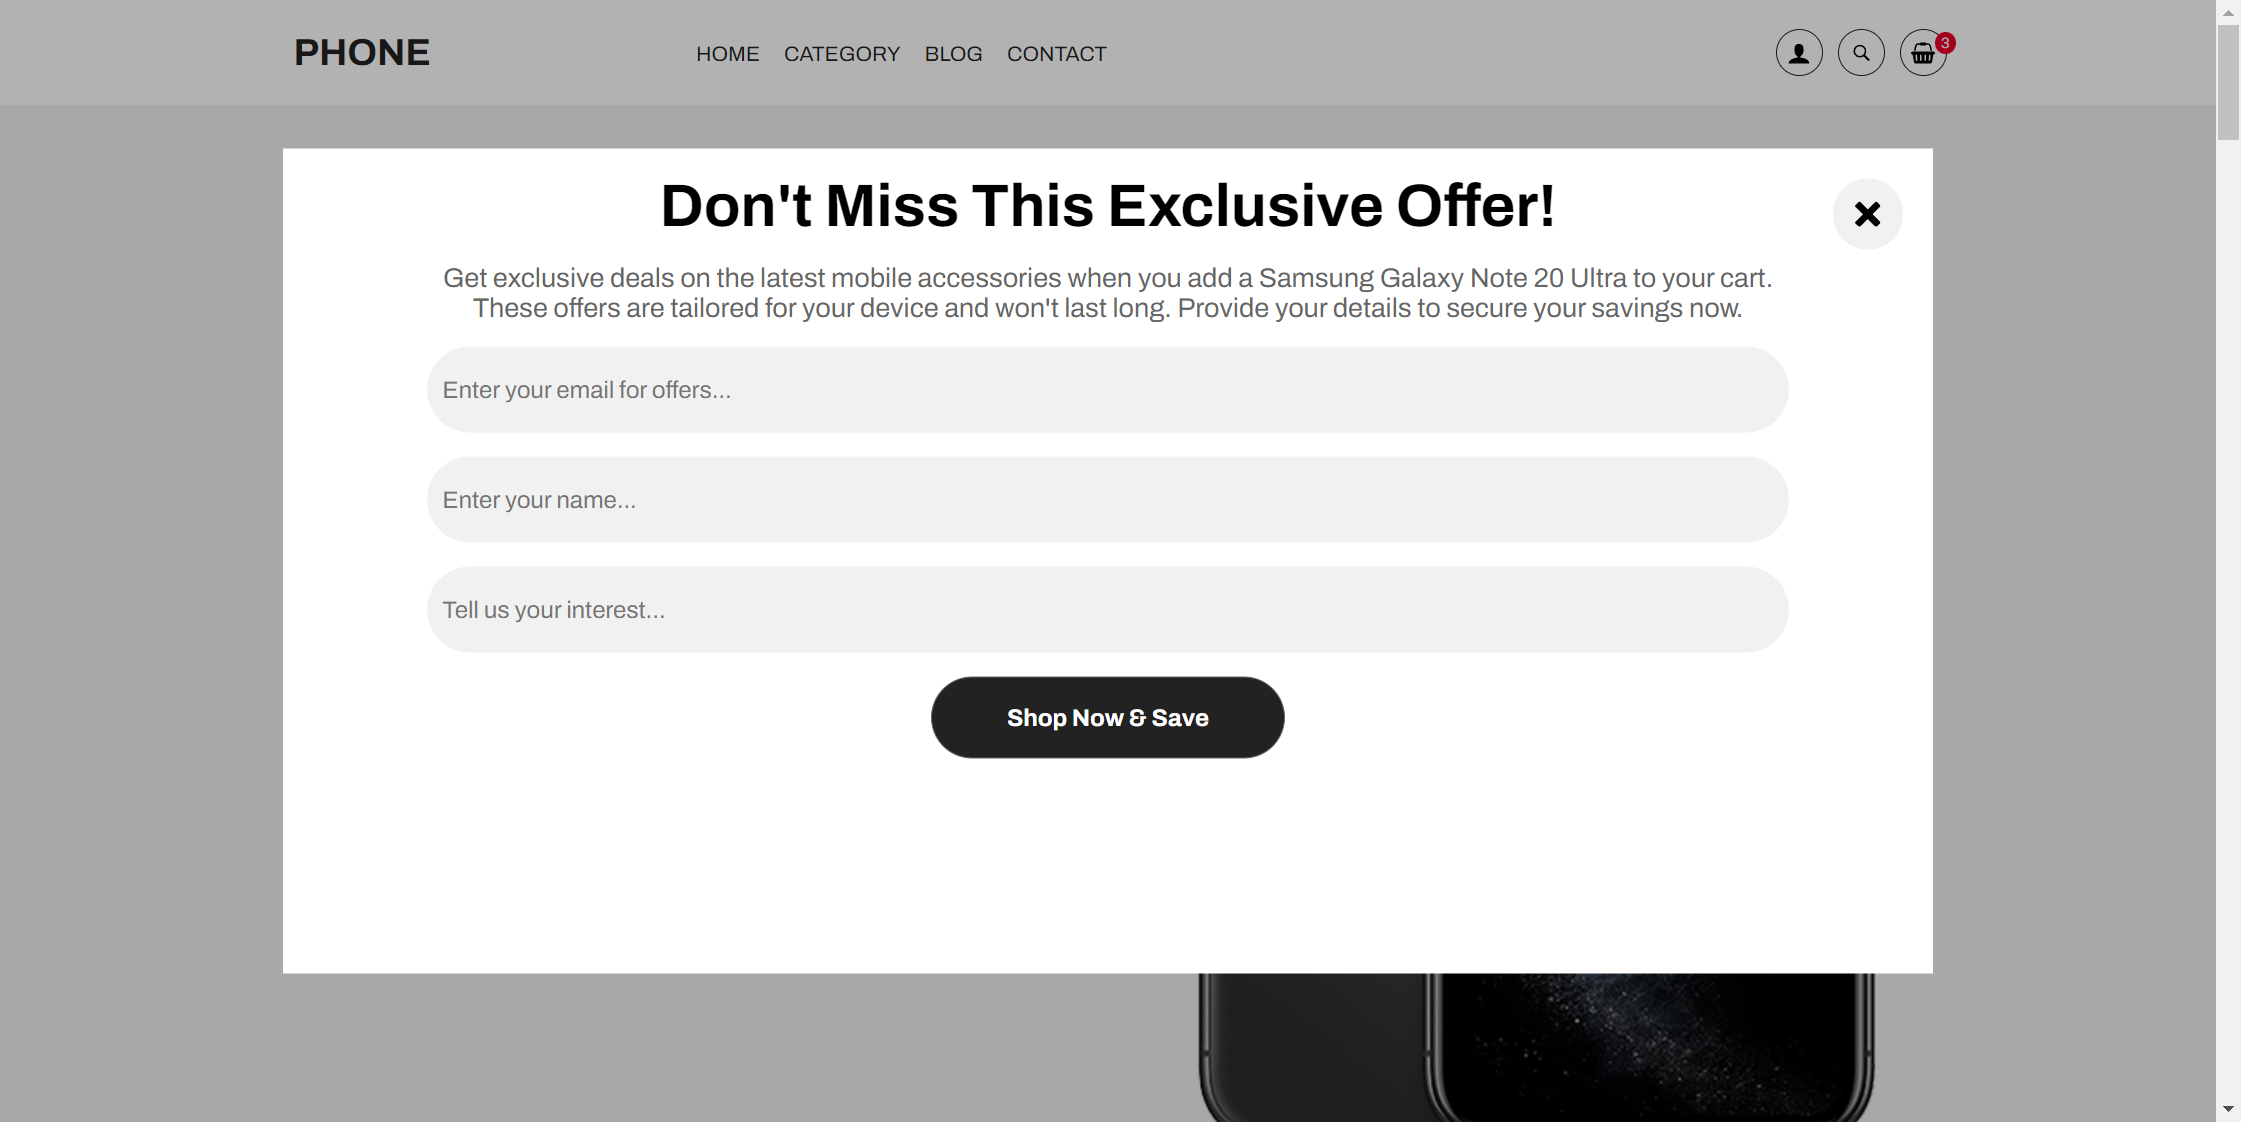 PHONE
HOME CATEGORY BLOG CONTACT
3
Don't Miss This Exclusive Offer!
Get exclusive deals on the latest mobile accessories when you add a Samsung Galaxy Note 20 Ultra to your cart.
These offers are tailored for your device and won't last long. Provide your details to secure your savings now.
Enter your email for offers...
Enter your name...
Tell us your interest...
Shop Now & Save